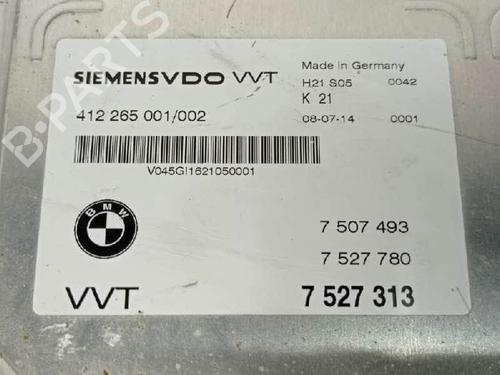 B-PARTS
SIEMENSVDO VVT
Made in Germany
H21 S05 0042
K 21
412 265 001/002
08-07-14 0001
V045GI1621050001
BMW
7 507 493
7 527 780
VVT 7 527 313